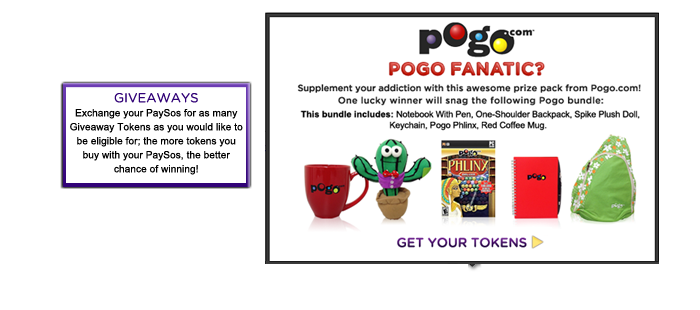 GIVEAWAYS
Exchange your PaySos for as many
Giveaway Tokens as you would like to
be eligible for; the more tokens you
buy with your PaySos, the better
chance of winning!
pogo.com™
POGO FANATIC?
Supplement your addiction with this awesome prize pack from Pogo.com!
One lucky winner will snag the following Pogo bundle:
This bundle includes: Notebook With Pen, One-Shoulder Backpack, Spike Plush Doll,
Keychain, Pogo Phlinx, Red Coffee Mug.
pogo
pogo
PHLINX
pogo
pogo
GET YOUR TOKENS